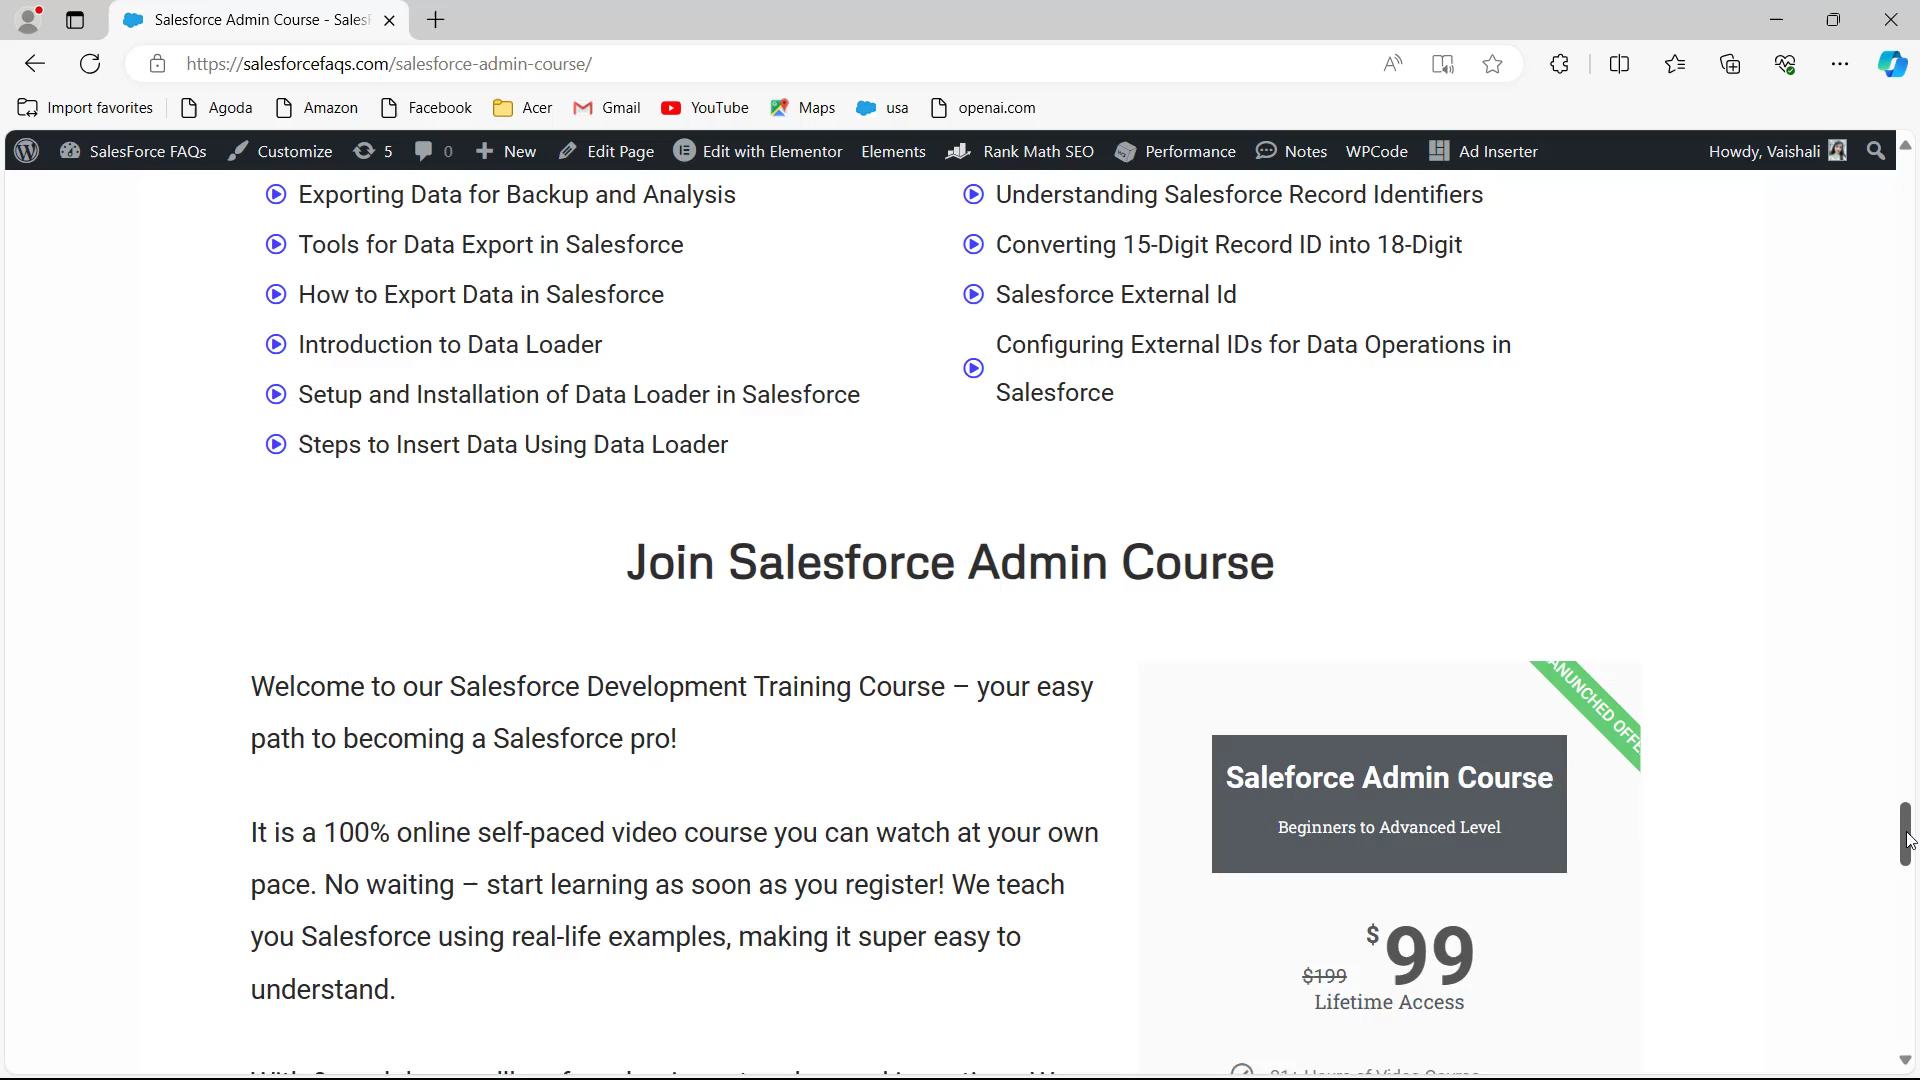 Salesforce Admin Course - Sales
https://salesforcefaqs.com/salesforce-admin-course/
Import favorites Agoda Amazon Facebook Acer Gmail YouTube Maps usa openai.com
SalesForce FAQs Customize 5 0 New Edit Page Edit with Elementor Elements Rank Math SEO Performance Notes WPCode Ad Inserter Howdy, Vaishali
Exporting Data for Backup and Analysis
Tools for Data Export in Salesforce
How to Export Data in Salesforce
Introduction to Data Loader
Setup and Installation of Data Loader in Salesforce
Steps to Insert Data Using Data Loader
Understanding Salesforce Record Identifiers
Converting 15-Digit Record ID into 18-Digit
Salesforce External Id
Configuring External IDs for Data Operations in
Salesforce
Join Salesforce Admin Course
Welcome to our Salesforce Development Training Course – your easy
path to becoming a Salesforce pro!
It is a 100% online self-paced video course you can watch at your own
pace. No waiting – start learning as soon as you register! We teach
you Salesforce using real-life examples, making it super easy to
understand.
ANUNCHED OFFE
Saleforce Admin Course
Beginners to Advanced Level
$199 $99
Lifetime Access